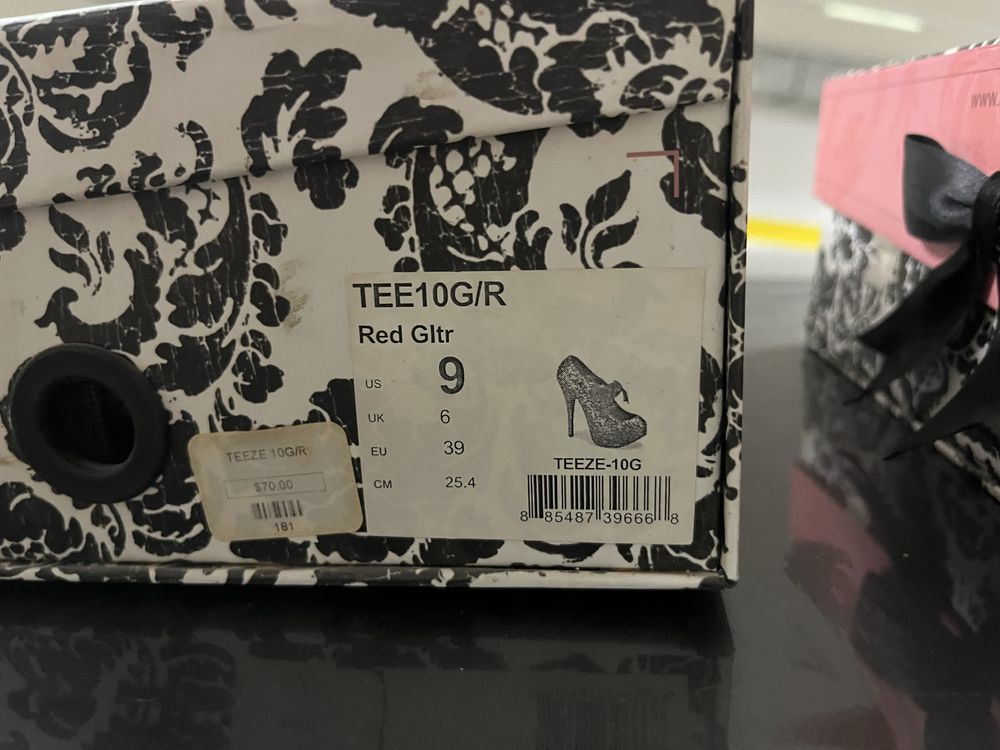 TEE10G/R
Red Gltr
US 9
UK 6
EU 39
CM 25.4
TEEZE-10G
8 85487 39666 8
TEEZE 10G/R
$70.00
181
www.